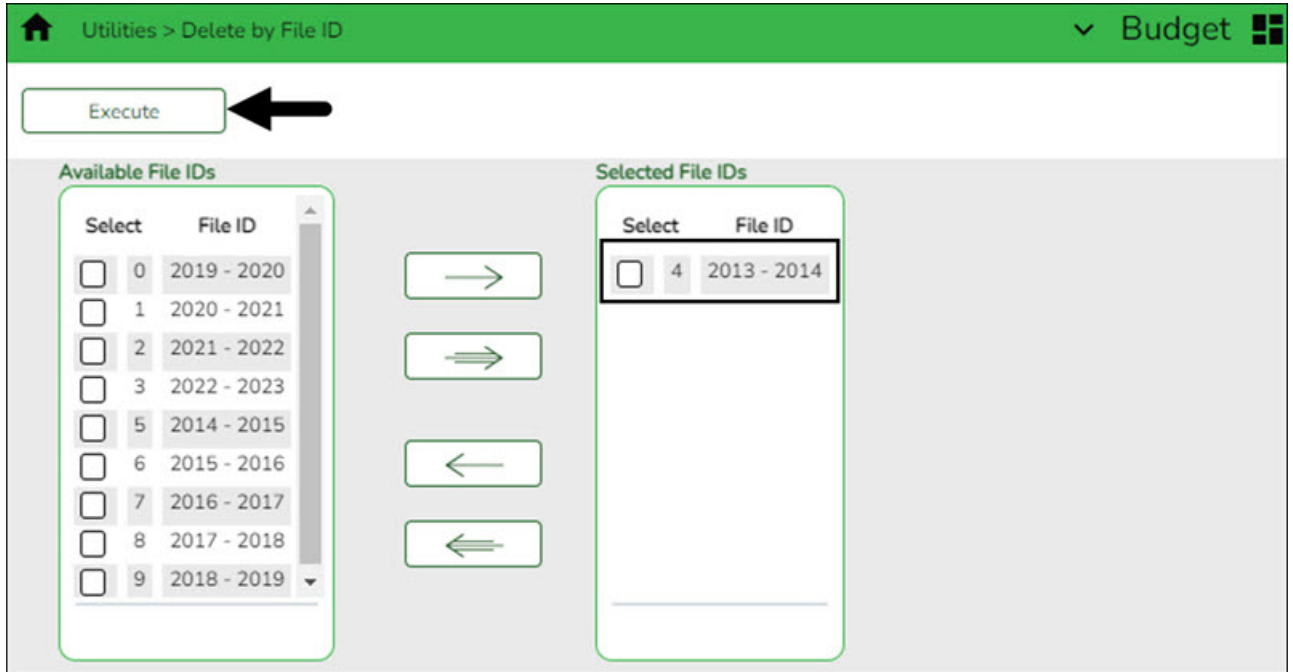 Utilities > Delete by File ID
Budget
Execute
Available File IDs
Select File ID
0 2019 - 2020
1 2020 - 2021
2 2021 - 2022
3 2022 - 2023
5 2014 - 2015
6 2015 - 2016
7 2016 - 2017
8 2017 - 2018
9 2018 - 2019
Selected File IDs
Select File ID
4 2013 - 2014